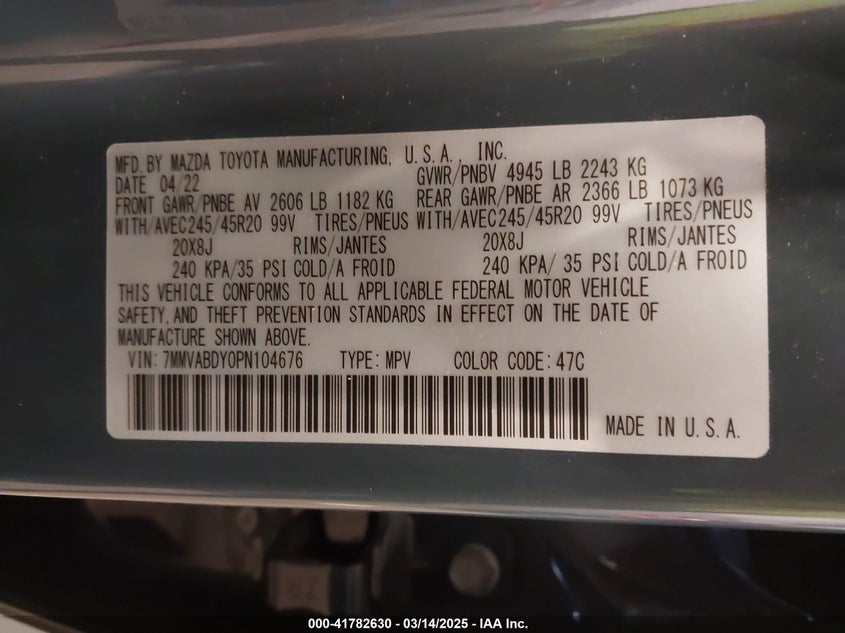 MFD. BY MAZDA TOYOTA MANUFACTURING, U.S.A., INC.
DATE 04/22 GVWR/PNBV 4945 LB 2243 KG
FRONT GAWR/PNBE AV 2606 LB 1182 KG REAR GAWR/PNBE AR 2366 LB 1073 KG
WITH/AVEC245/45R20 99V TIRES/PNEUS WITH/AVEC245/45R20 99V TIRES/PNEUS
20X8J RIMS/JANTES 20X8J RIMS/JANTES
240 KPA/35 PSI COLD/A FROID 240 KPA/ 35 PSI COLD/A FROID
THIS VEHICLE CONFORMS TO ALL APPLICABLE FEDERAL MOTOR VEHICLE
SAFETY, AND THEFT PREVENTION STANDARDS IN EFFECT ON THE DATE OF
MANUFACTURE SHOWN ABOVE.
VIN: 7MMVABDY0PN104676 TYPE: MPV COLOR CODE: 47C
MADE IN U.S.A.
000-41782630 - 03/14/2025 - IAA Inc.